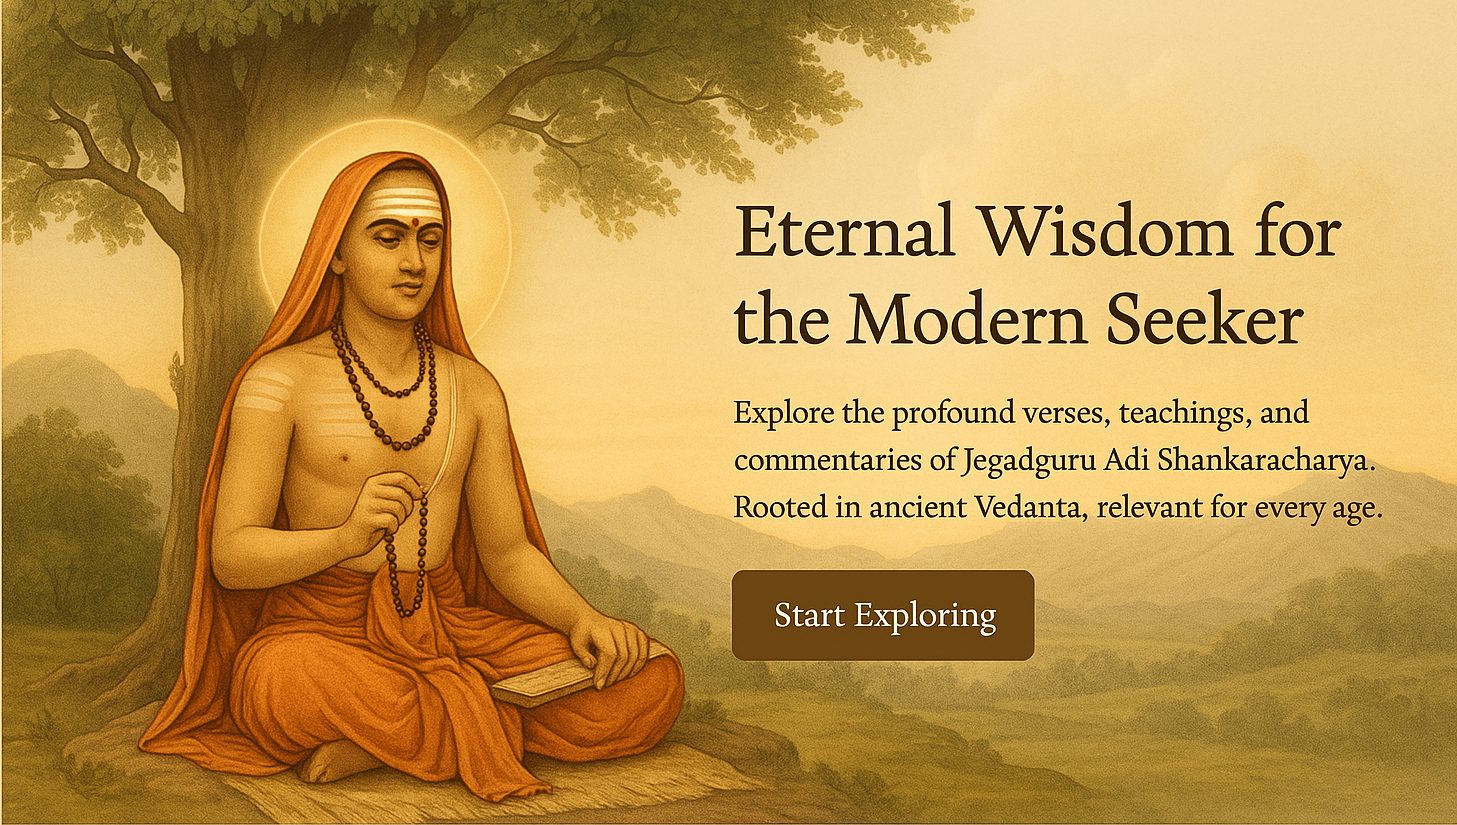 Eternal Wisdom for
the Modern Seeker
Explore the profound verses, teachings, and
commentaries of Jegadguru Adi Shankaracharya.
Rooted in ancient Vedanta, relevant for every age.
Start Exploring